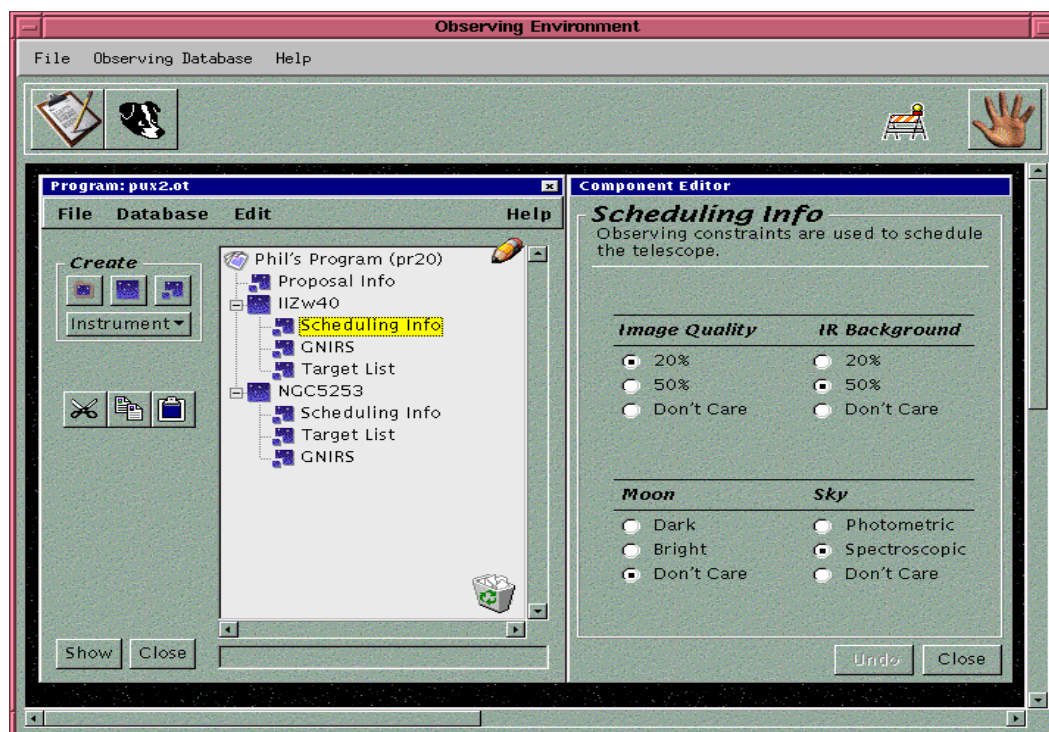 Observing Environment
File Observing Database Help
Program: pux2.ot
File Database Edit Help
Create
Instrument
Phil's Program (pr20)
Proposal Info
IIZw40
Scheduling Info
GNIRS
Target List
NGC5253
Scheduling Info
Target List
GNIRS
Show Close
Component Editor
Scheduling Info
Observing constraints are used to schedule
the telescope.
Image Quality IR Background
20% 20%
50% 50%
Don't Care Don't Care
Moon Sky
Dark Photometric
Bright Spectroscopic
Don't Care Don't Care
Undo Close